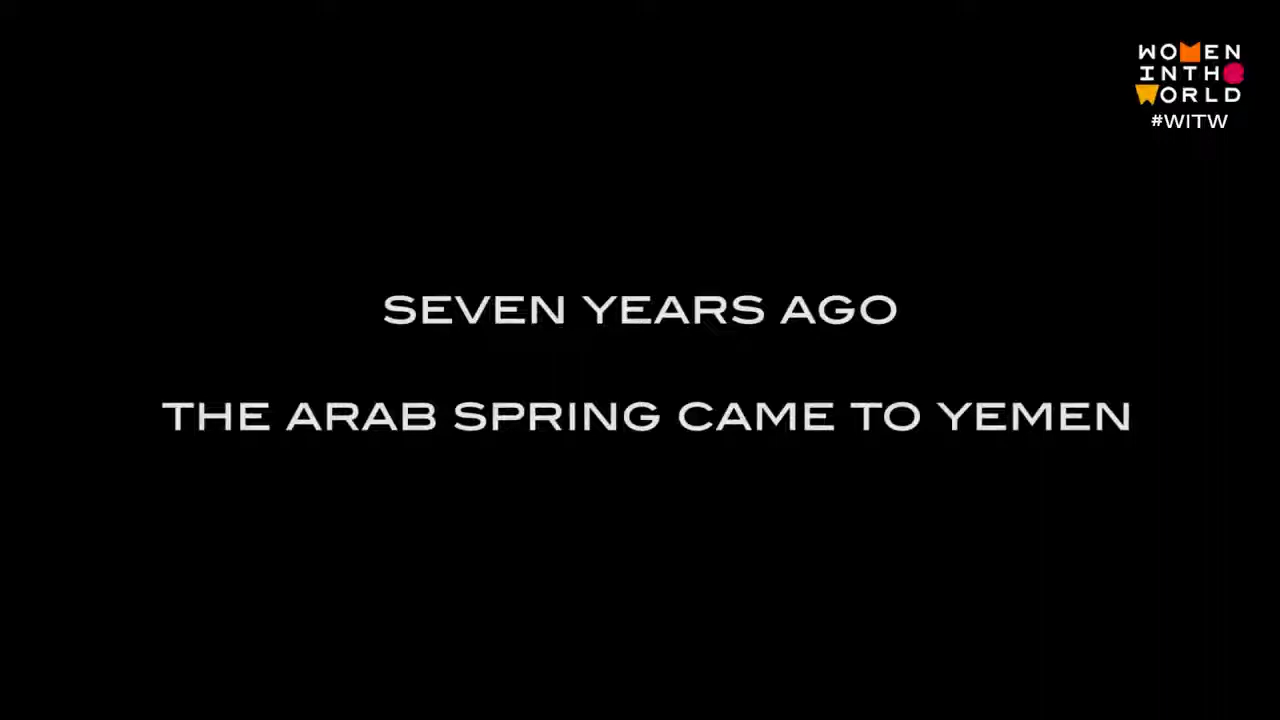 WOMEN
IN THE
WORLD
#WITW
SEVEN YEARS AGO
THE ARAB SPRING CAME TO YEMEN